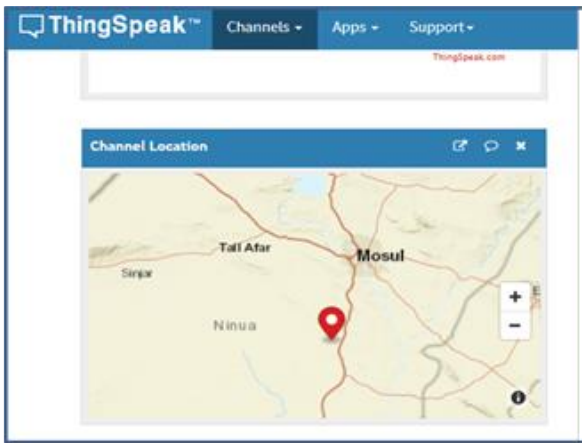 ThingSpeak™ Channels Apps Support
ThingSpeak.com
Channel Location
Tall Afar
Mosul
Sinjar
Ninua